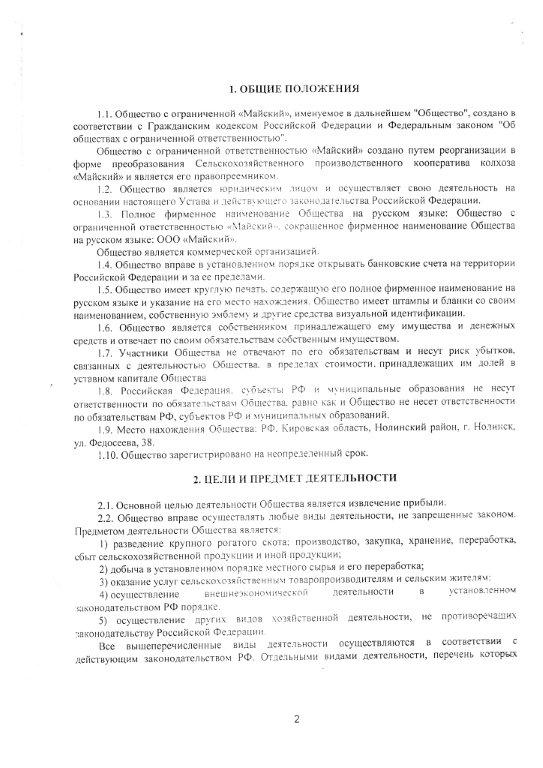 1. ОБЩИЕ ПОЛОЖЕНИЯ
1.1. Общество с ограниченной «Майский», именуемое в дальнейшем "Общество", создано в
соответствии с Гражданским кодексом Российской Федерации и Федеральным законом "Об
обществах с ограниченной ответственностью".
Общество с ограниченной ответственностью «Майский» создано путем реорганизации в
форме преобразования Сельскохозяйственного производственного кооператива колхоза
«Майский» и является его правопреемником.
1.2. Общество является юридическим лицом и осуществляет свою деятельность на
основании настоящего Устава и действующего законодательства Российской Федерации.
1.3. Полное фирменное наименование Общества на русском языке: Общество с
ограниченной ответственностью «Майский», сокращенное фирменное наименование Общества
на русском языке: ООО «Майский».
Общество является коммерческой организацией.
1.4. Общество вправе в установленном порядке открывать банковские счета на территории
Российской Федерации и за ее пределами.
1.5. Общество имеет круглую печать, содержащую его полное фирменное наименование на
русском языке и указание на его место нахождения. Общество имеет штампы и бланки со своим
наименованием, собственную эмблему и другие средства визуальной идентификации.
1.6. Общество является собственником принадлежащего ему имущества и денежных
средств и отвечает по своим обязательствам собственным имуществом.
1.7. Участники Общества не отвечают по его обязательствам и несут риск убытков,
связанных с деятельностью Общества, в пределах стоимости, принадлежащих им долей в
уставном капитале Общества
1.8. Российская Федерация, субъекты РФ и муниципальные образования не несут
ответственности по обязательствам Общества, равно как и Общество не несет ответственности
по обязательствам РФ, субъектов РФ и муниципальных образований.
1.9. Место нахождения Общества: РФ, Кировская область, Нолинский район, г. Нолинск,
ул. Федосеева, 38.
1.10. Общество зарегистрировано на неопределенный срок.
2. ЦЕЛИ И ПРЕДМЕТ ДЕЯТЕЛЬНОСТИ
2.1. Основной целью деятельности Общества является извлечение прибыли.
2.2. Общество вправе осуществлять любые виды деятельности, не запрещенные законом.
Предметом деятельности Общества является:
1) разведение крупного рогатого скота; производство, закупка, хранение, переработка,
сбыт сельскохозяйственной продукции и иной продукции;
2) добыча в установленном порядке местного сырья и его переработка;
3) оказание услуг сельскохозяйственным товаропроизводителям и сельским жителям;
4) осуществление внешнеэкономической деятельности в установленном
законодательством РФ порядке.
5) осуществление других видов хозяйственной деятельности, не противоречащих
законодательству Российской Федерации.
Все вышеперечисленные виды деятельности осуществляются в соответствии с
действующим законодательством РФ. Отдельными видами деятельности, перечень которых
2